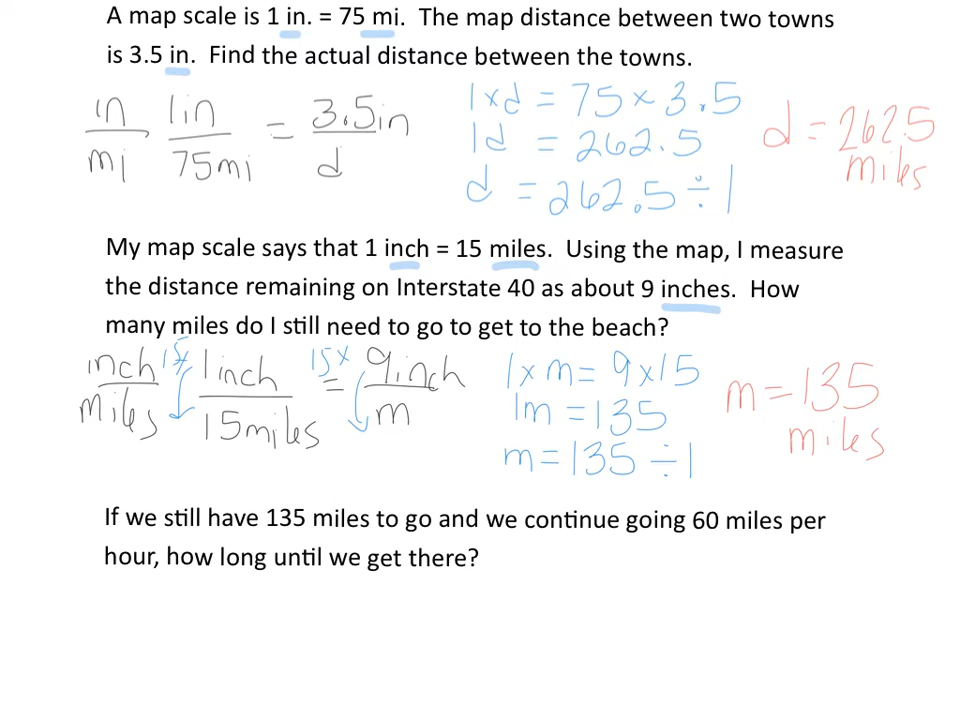 A map scale is 1 in. = 75 mi. The map distance between two towns
is 3.5 in. Find the actual distance between the towns.
in/mi 1in/75mi = 3.5in/d
1 x d = 75 x 3.5
1d = 262.5
d = 262.5 ÷ 1
d = 262.5
miles
My map scale says that 1 inch = 15 miles. Using the map, I measure
the distance remaining on Interstate 40 as about 9 inches. How
many miles do I still need to go to get to the beach?
inch/miles 15x 1 inch/15miles 15x = 9inch/m
1 x m = 9 x 15
1m = 135
m = 135 ÷ 1
m = 135
miles
If we still have 135 miles to go and we continue going 60 miles per
hour, how long until we get there?